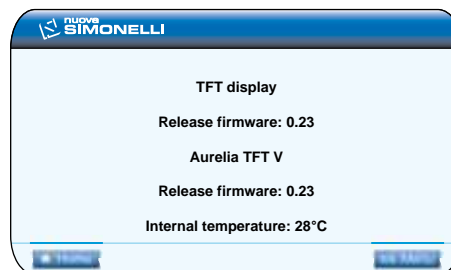 nuova
SIMONELLI
TFT display
Release firmware: 0.23
Aurelia TFT V
Release firmware: 0.23
Internal temperature: 28°C